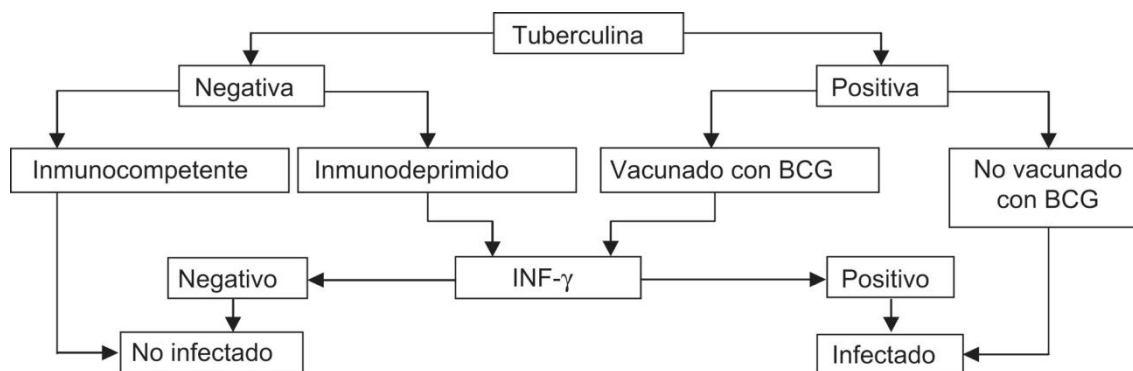 Tuberculina
Negativa
Positiva
Inmunocompetente
Inmunodeprimido
Vacunado con BCG
No vacunado
con BCG
Negativo
INF-γ
Positivo
No infectado
Infectado